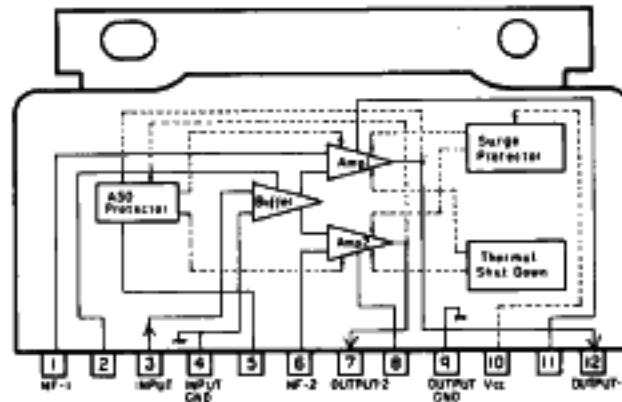 Amp
Surge
Protector
ASO
Protector
Buffer
Amp
Thermal
Shut Down
1 2 3 4 5 6 7 8 9 10 11 12
NF-1 INPUT INPUT GND NF-2 OUTPUT-2 OUTPUT GND Vcc OUTPUT-